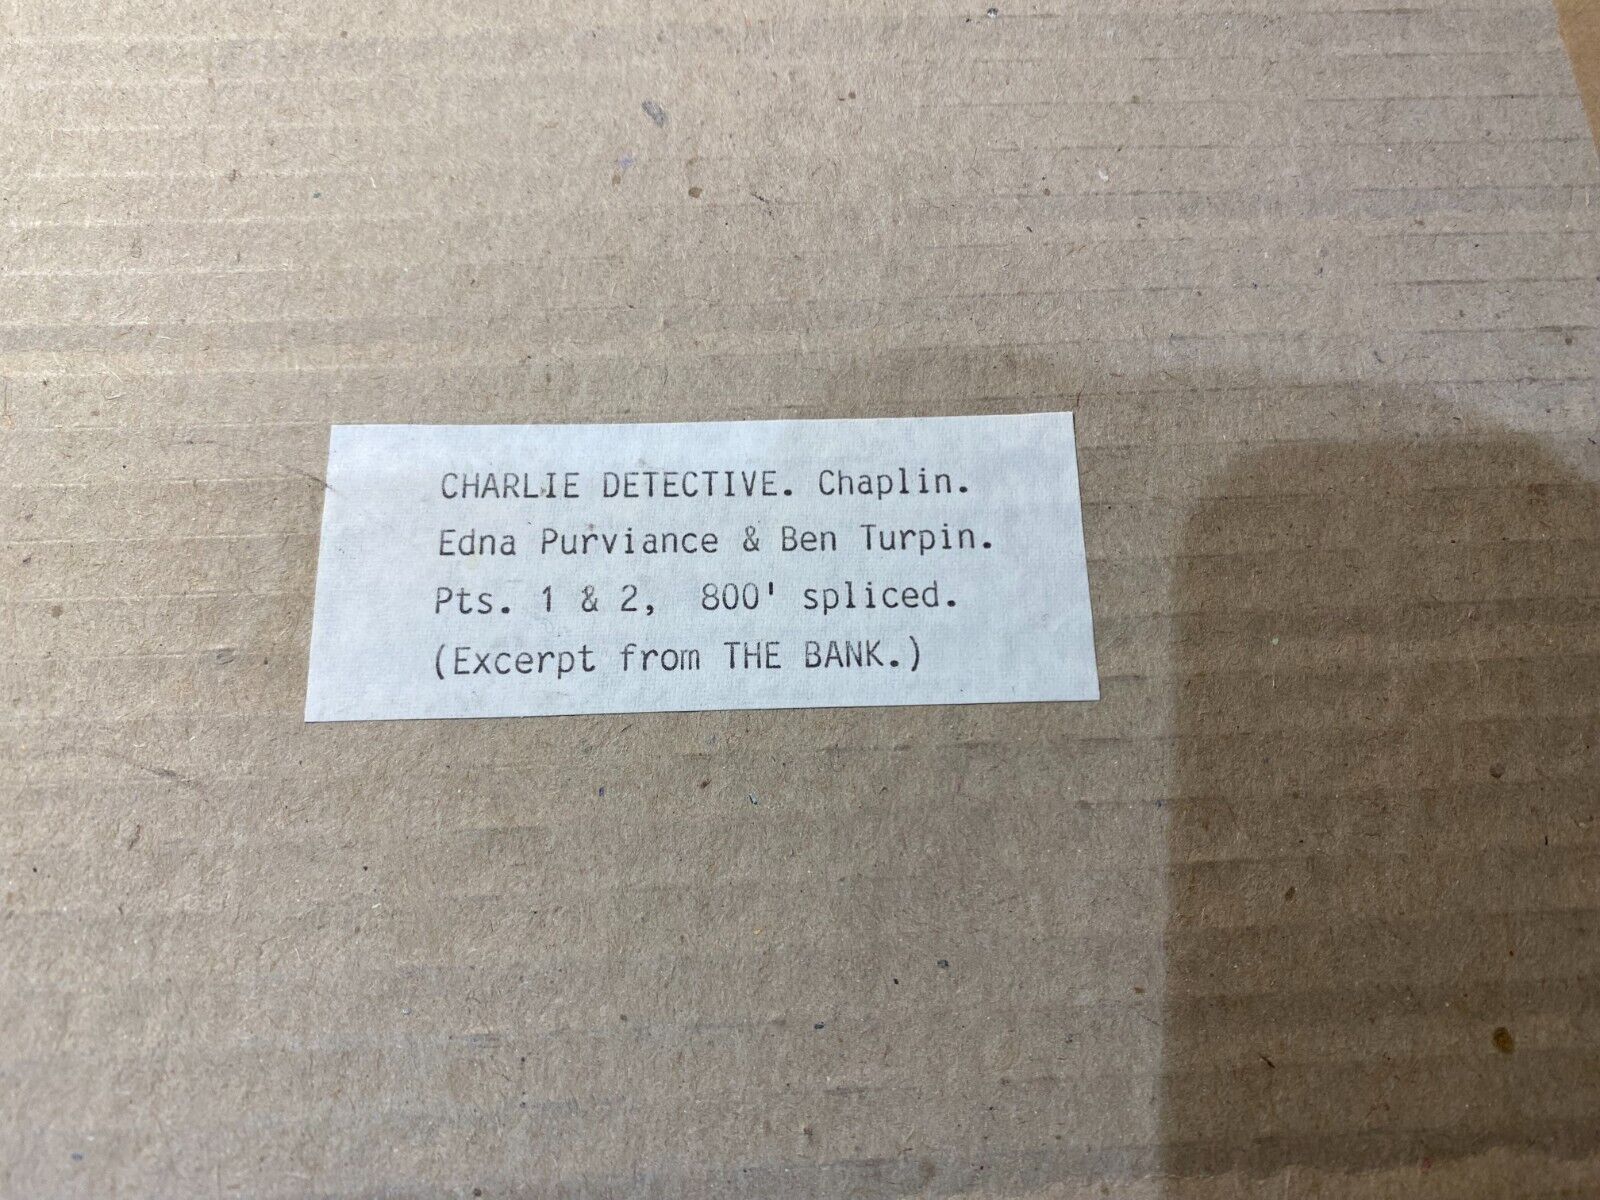 CHARLIE DETECTIVE. Chaplin.
Edna Purviance & Ben Turpin.
Pts. 1 & 2, 800' spliced.
(Excerpt from THE BANK.)